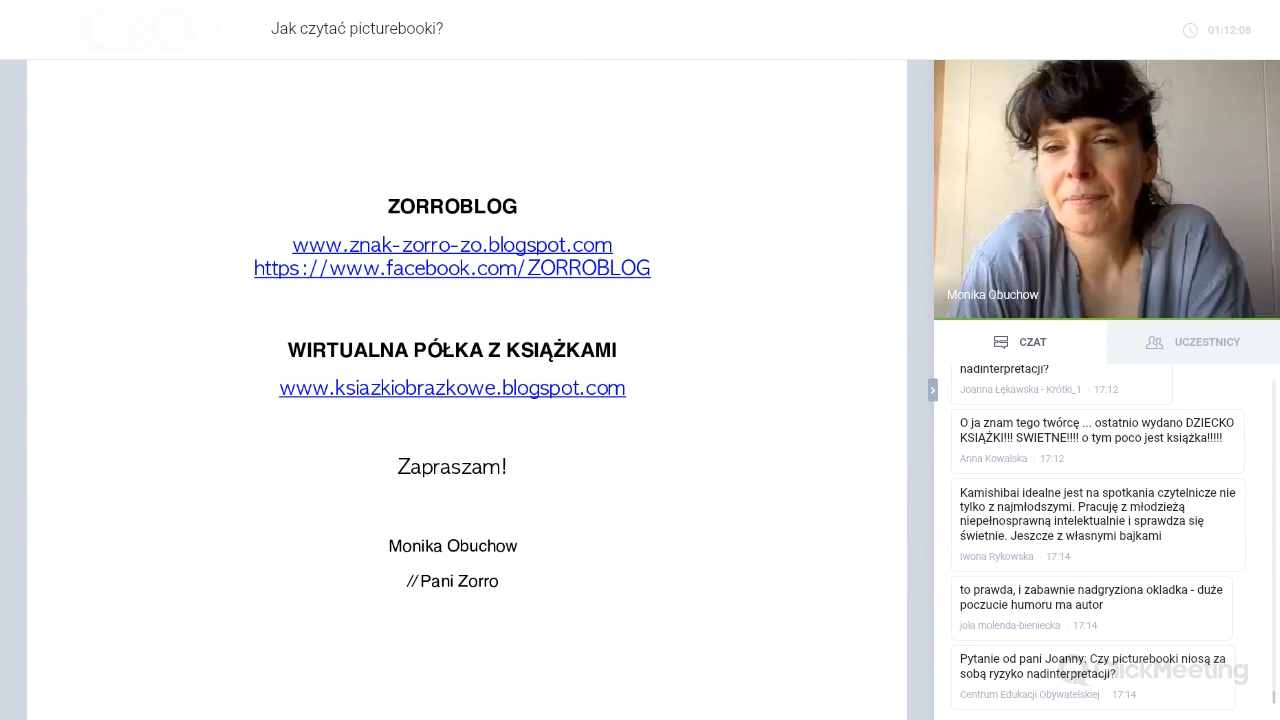 Jak czytać picturebooki?
01:12:08
ZORROBLOG
www.znak-zorro-zo.blogspot.com
https://www.facebook.com/ZORROBLOG
WIRTUALNA PÓŁKA Z KSIĄŻKAMI
www.ksiazkiobrazkowe.blogspot.com
Zapraszam!
Monika Obuchow
//Pani Zorro
Monika Obuchow
CZAT
UCZESTNICY
nadinterpretacji?
Joanna Łękawska - Krótki_1 17:12
O ja znam tego twórcę ... ostatnio wydano DZIECKO
KSIĄŻKI!!! SWIETNE!!!! o tym poco jest książka!!!!!
Anna Kowalska 17:12
Kamishibai idealne jest na spotkania czytelnicze nie
tylko z najmłodszymi. Pracuję z młodzieżą
niepełnosprawną intelektualnie i sprawdza się
świetnie. Jeszcze z własnymi bajkami
Iwona Rykowska 17:14
to prawda, i zabawnie nadgryziona okladka - duże
poczucie humoru ma autor
jola molenda-bieniecka 17:14
Pytanie od pani Joanny: Czy picturebooki niosą za
sobą ryzyko nadinterpretacji?
Centrum Edukacji Obywatelskiej 17:14
ClickMeeting